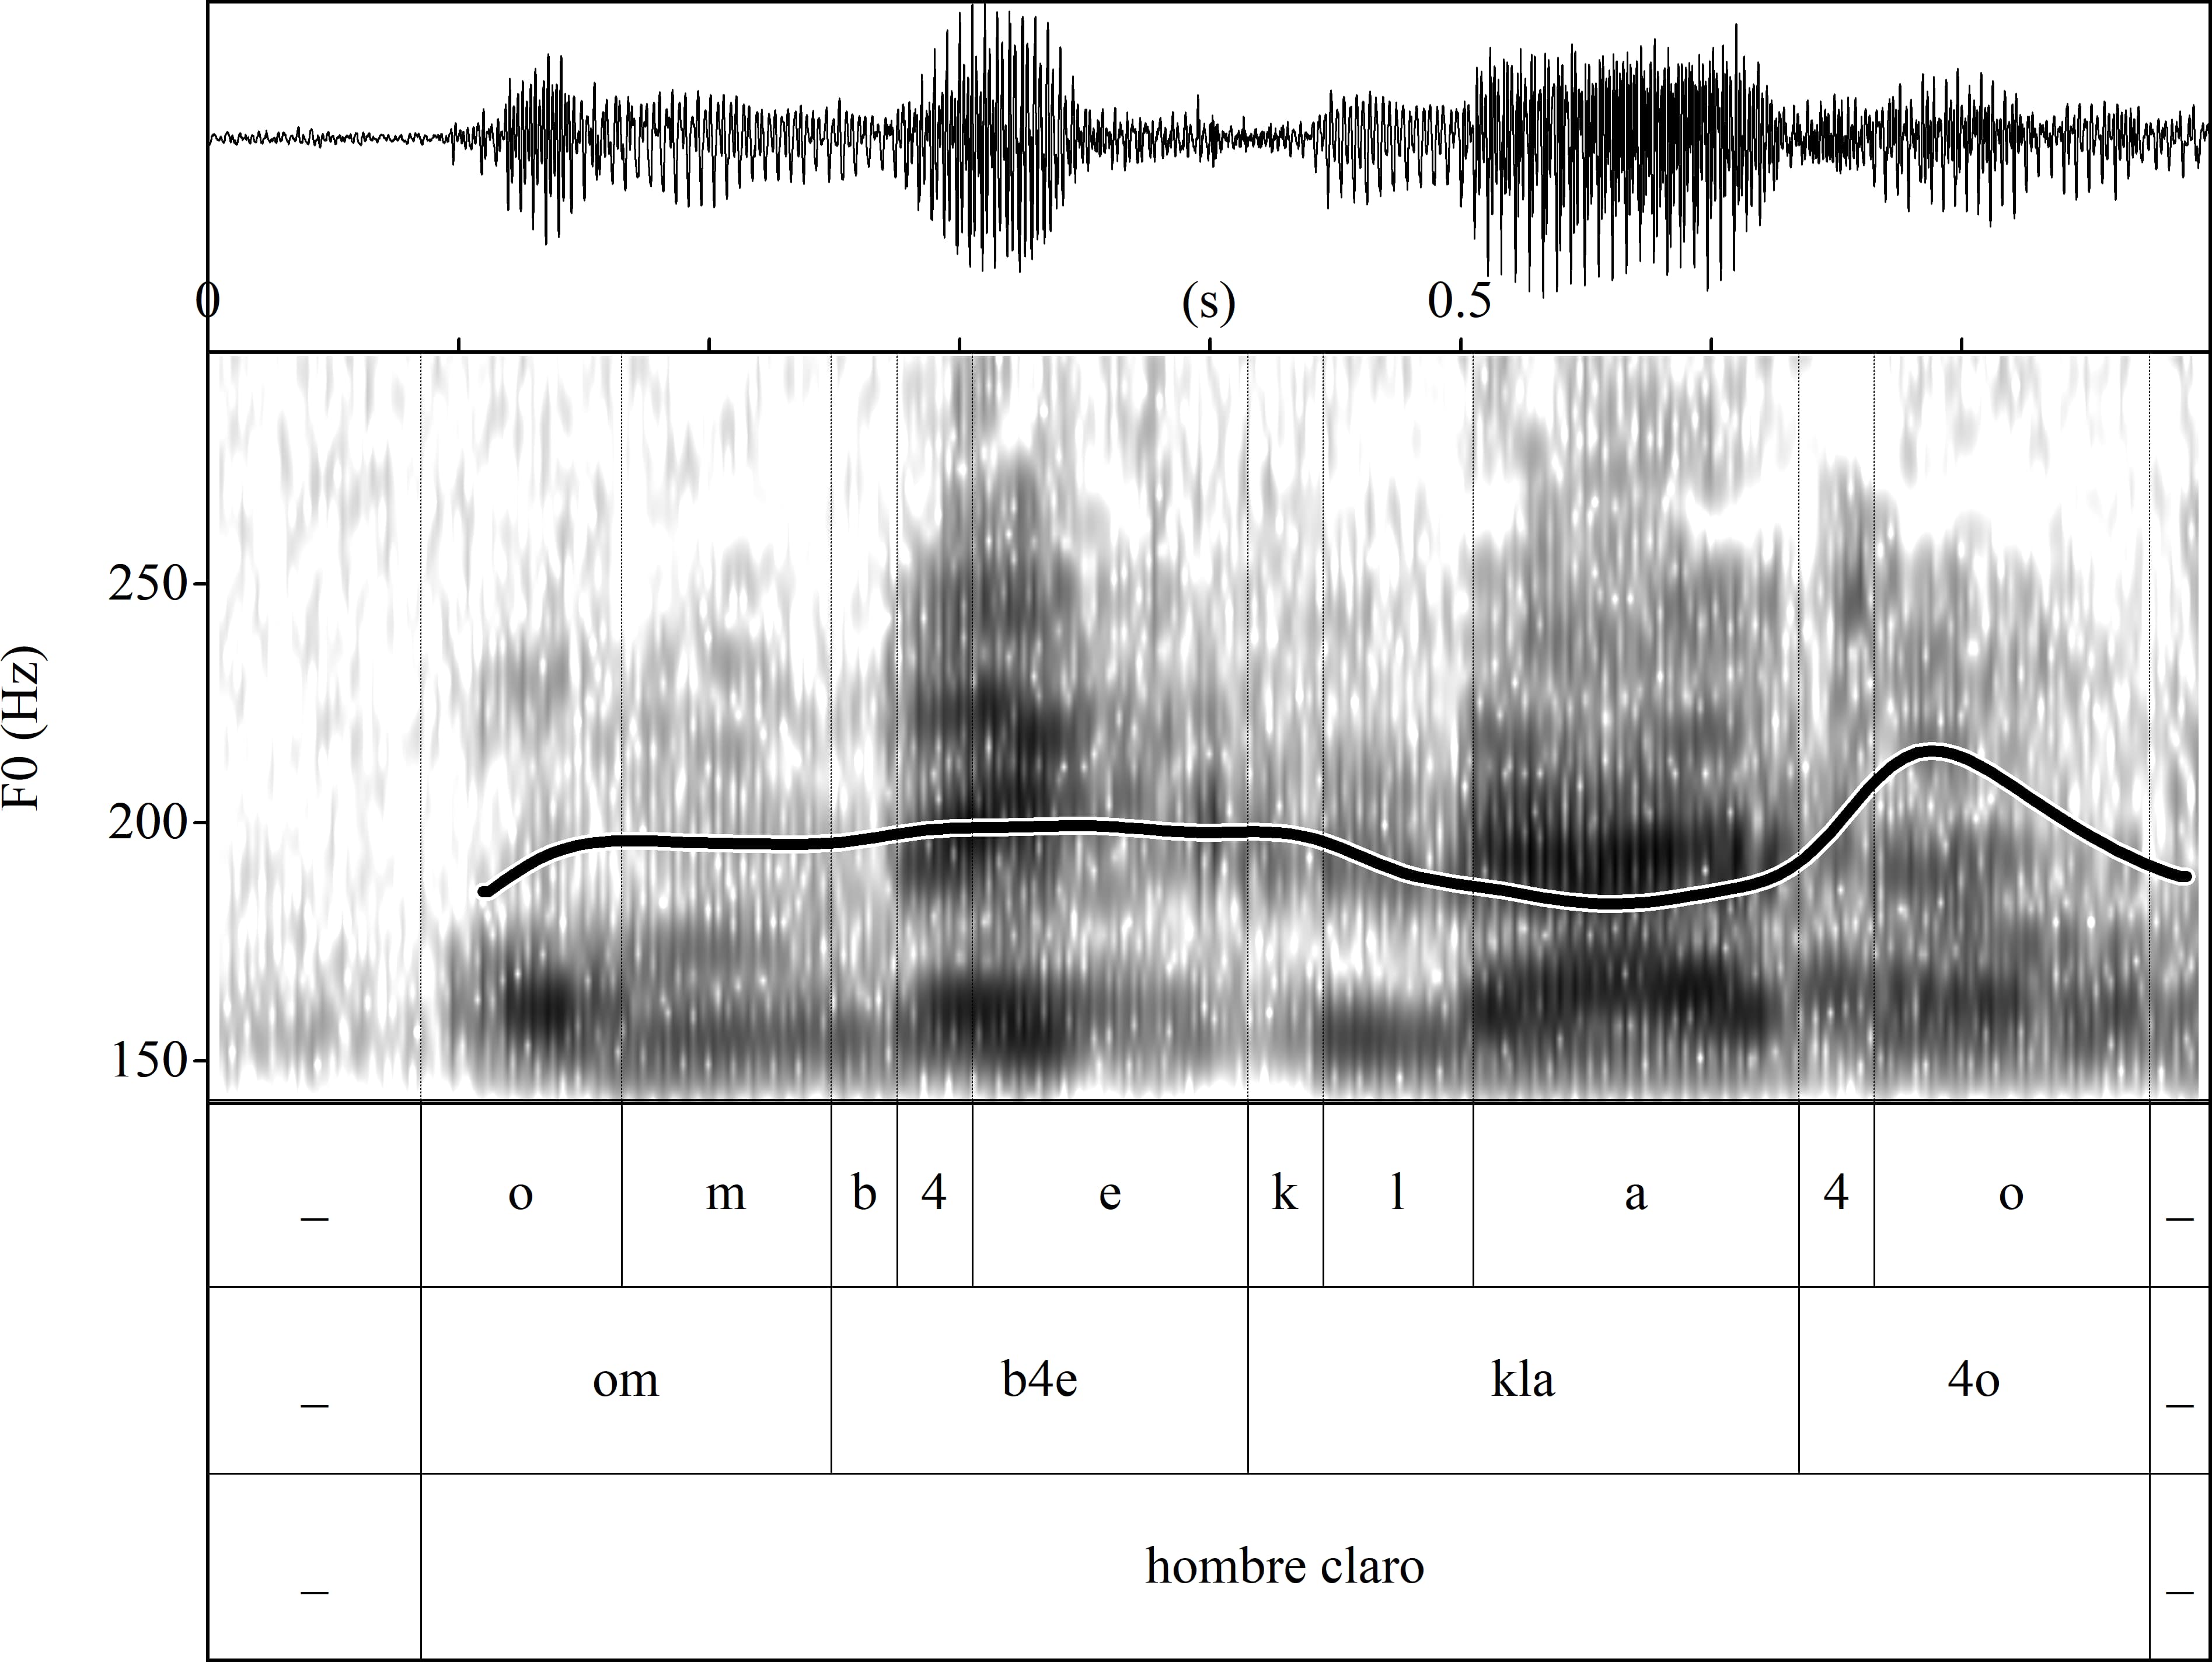 0 (s) 0.5
F0 (Hz)
250
200
150
_ o m b 4 e k l a 4 o _
_ om b4e kla 4o _
_ hombre claro _